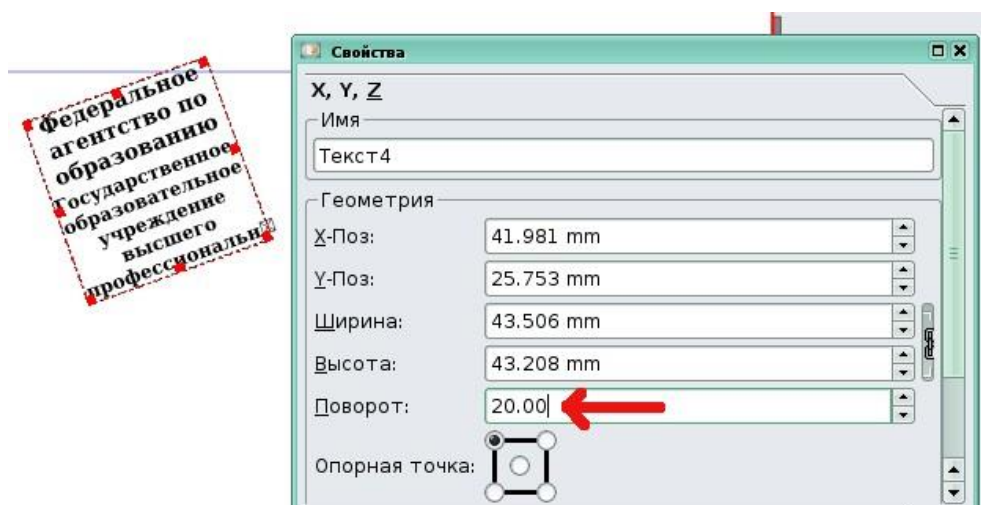 Федеральное
агентство по
образованию
Государственное
образовательное
учреждение
высшего
профессиональн
Свойства
X, Y, Z
Имя
Текст4
Геометрия
X-Поз: 41.981 mm
Y-Поз: 25.753 mm
Ширина: 43.506 mm
Высота: 43.208 mm
Поворот: 20.00
Опорная точка: